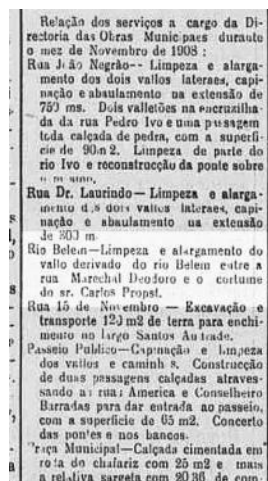 Relação dos serviços a cargo da Di-
rectoria das Obras Municipaes durante
o mez de Novembro de 1908 :
Rua João Negrão-- Limpeza e alarga-
mento dos dois vallos lateraes, capi-
nação e abaulamento na extensão de
750 ms. Dois valletões na encruzilha-
da da rua Pedro Ivo e uma passagem
toda calçada de pedra, com a superfi-
cie de 90m2. Limpeza de parte do
rio Ivo e reconstrucção da ponte sobre
o mesmo.
Rua Dr. Laurindo— Limpeza e alarga-
mento dos dois vallos lateraes, capi-
nação e abaulamento na extensão
de 300 m.
Rio Belem—Limpeza e alargamento do
vallo derivado do rio Belem entre a
rua Marechal Deodoro e o cortume
do sr. Carlos Propst.
Rua 15 de Novembro — Excavação e
transporte m2 de terra para enchi-
mento no largo Santos Andrade.
Passeio Publico—Capinação e limpeza
dos vallos e caminhos. Construcção
de duas passagens calçadas atraves-
sando as ruas America e Conselheiro
Barradas para dar entrada ao passeio,
com a superficie de 65 m2. Concerto
das pontes e nos bancos.
Praça Municipal—Calçada cimentada em
rota do chafariz com 25 m2 e mais
a relativa sargeta com 20 36 de com-